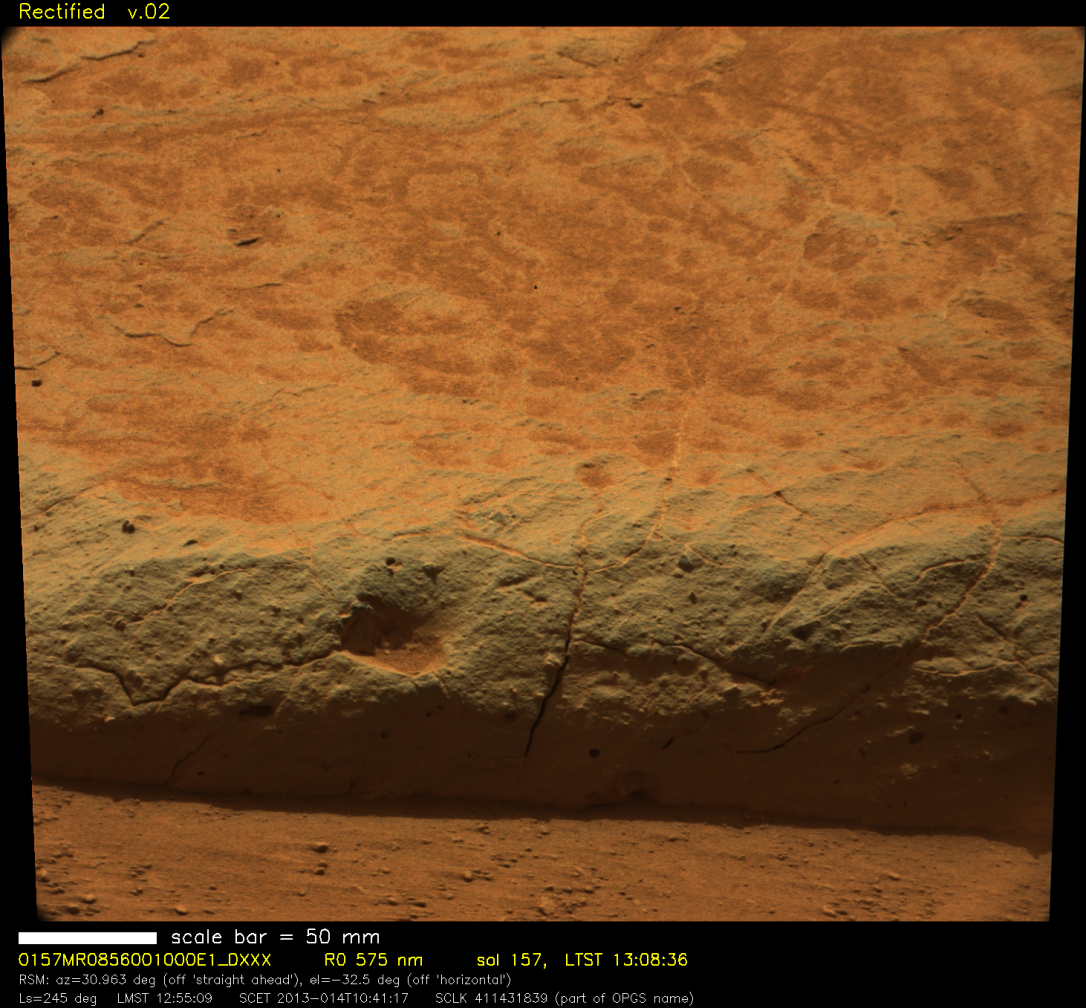 Rectified v.02
scale bar = 50 mm
0157MR0856001000E1_DXXX R0 575 nm sol 157, LTST 13:08:36
RSM: az=30.963 deg (off 'straight ahead'), el=-32.5 deg (off 'horizontal')
Ls=245 deg LMST 12:55:09 SCET 2013-014T10:41:17 SCLK 411431839 (part of OPGS name)